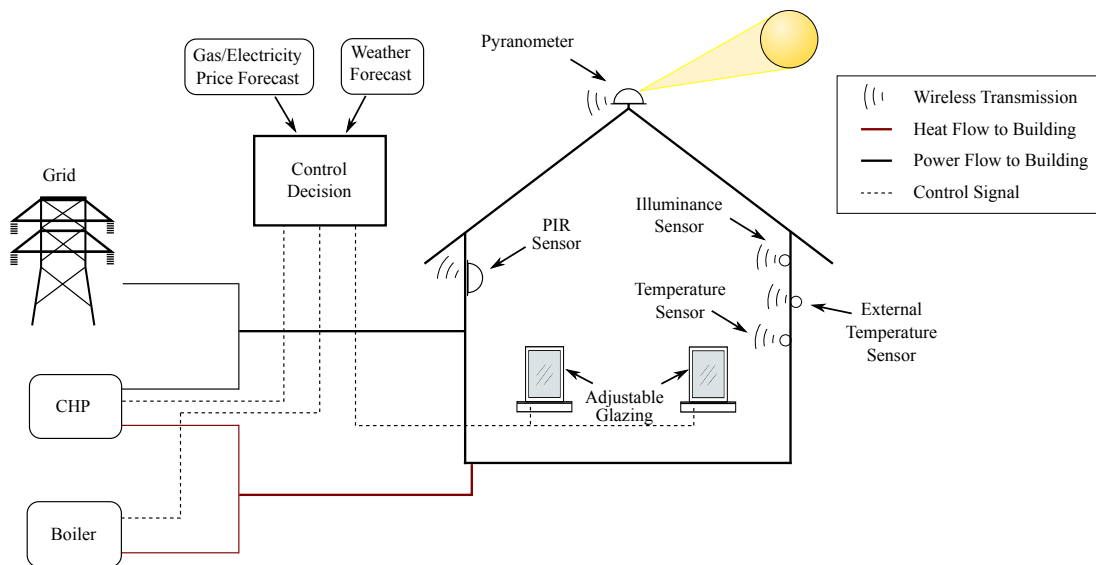 Pyranometer
Gas/Electricity
Price Forecast
Weather
Forecast
Wireless Transmission
Heat Flow to Building
Power Flow to Building
Control Signal
Control
Decision
Grid
PIR
Sensor
Illuminance
Sensor
Temperature
Sensor
External
Temperature
Sensor
Adjustable
Glazing
CHP
Boiler